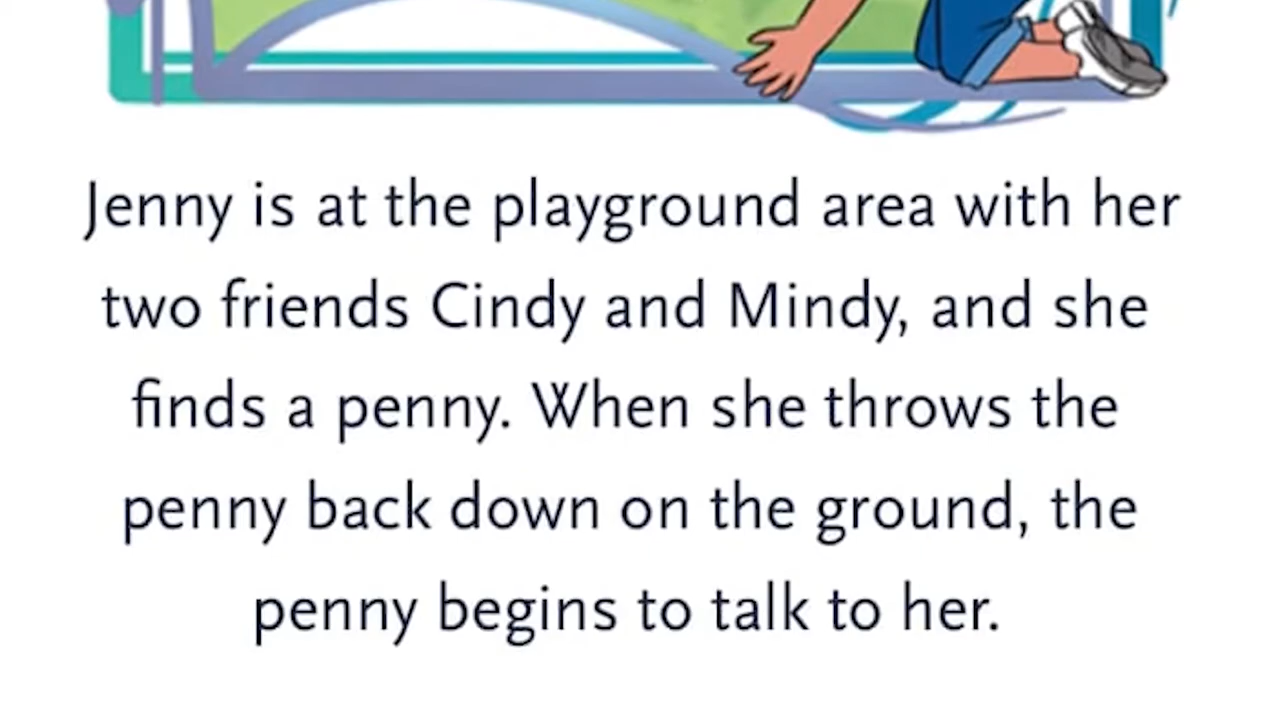 Jenny is at the playground area with her
two friends Cindy and Mindy, and she
finds a penny. When she throws the
penny back down on the ground, the
penny begins to talk to her.